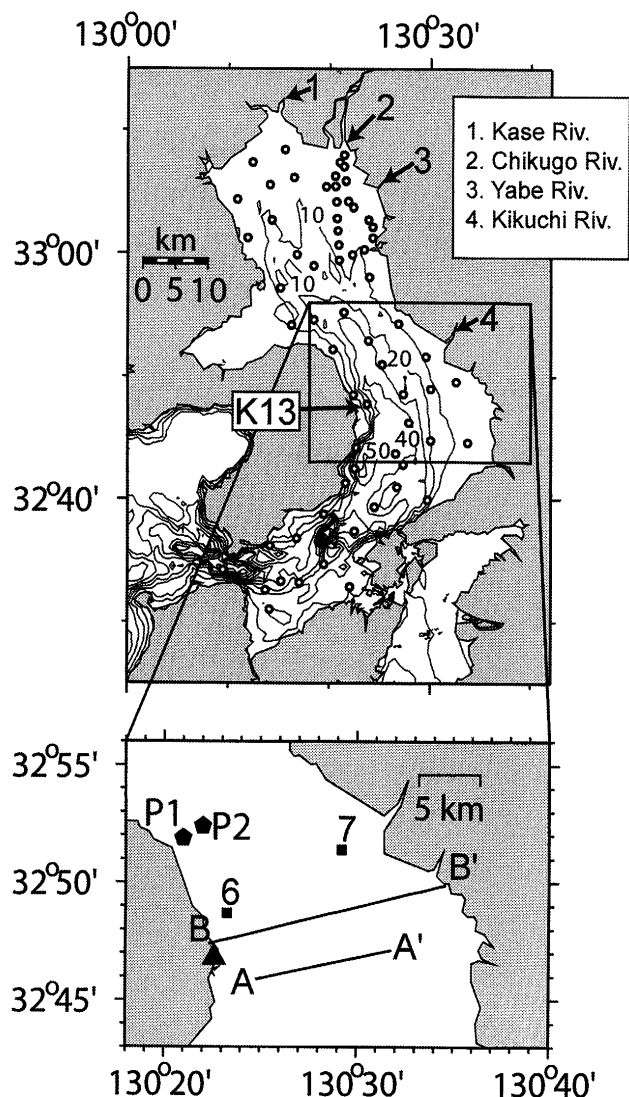 130°00' 130°30'
1
2
3
1. Kase Riv.
2. Chikugo Riv.
3. Yabe Riv.
4. Kikuchi Riv.
10
33°00'
km
0 5 10
10
4
20
K13
40
50
32°40'
32°55'
5 km
P1 P2
7
B'
32°50'
6
B
A'
A
32°45'
130°20' 130°30' 130°40'